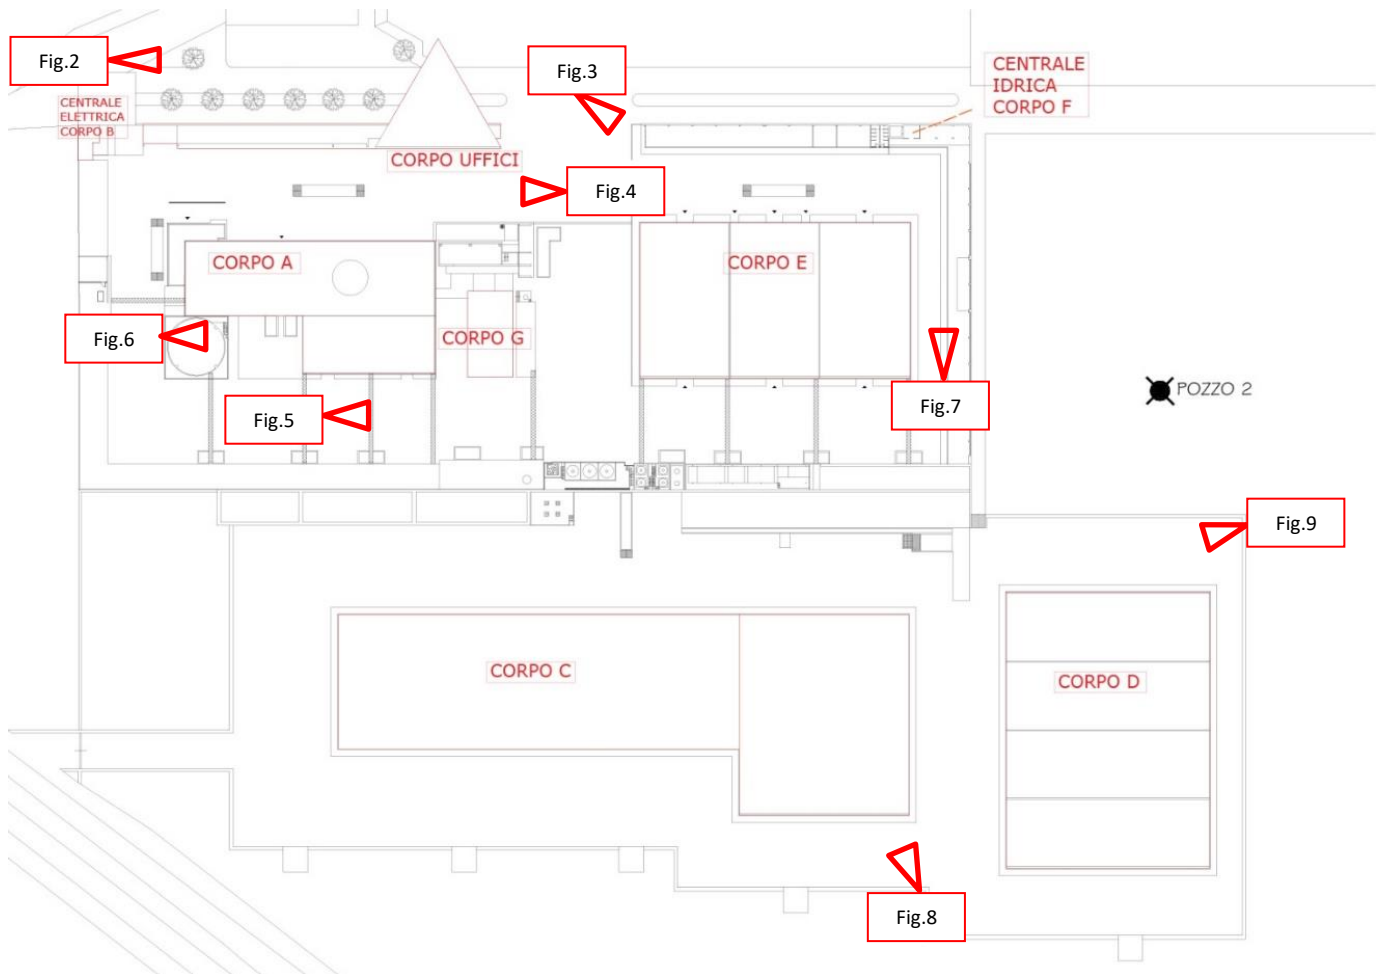 Fig.2
Fig.3
CENTRALE
IDRICA
CORPO F
CENTRALE
ELETTRICA
CORPO B
CORPO UFFICI
Fig.4
CORPO A
CORPO E
Fig.6
CORPO G
Fig.7
POZZO 2
Fig.5
Fig.9
CORPO C
CORPO D
Fig.8